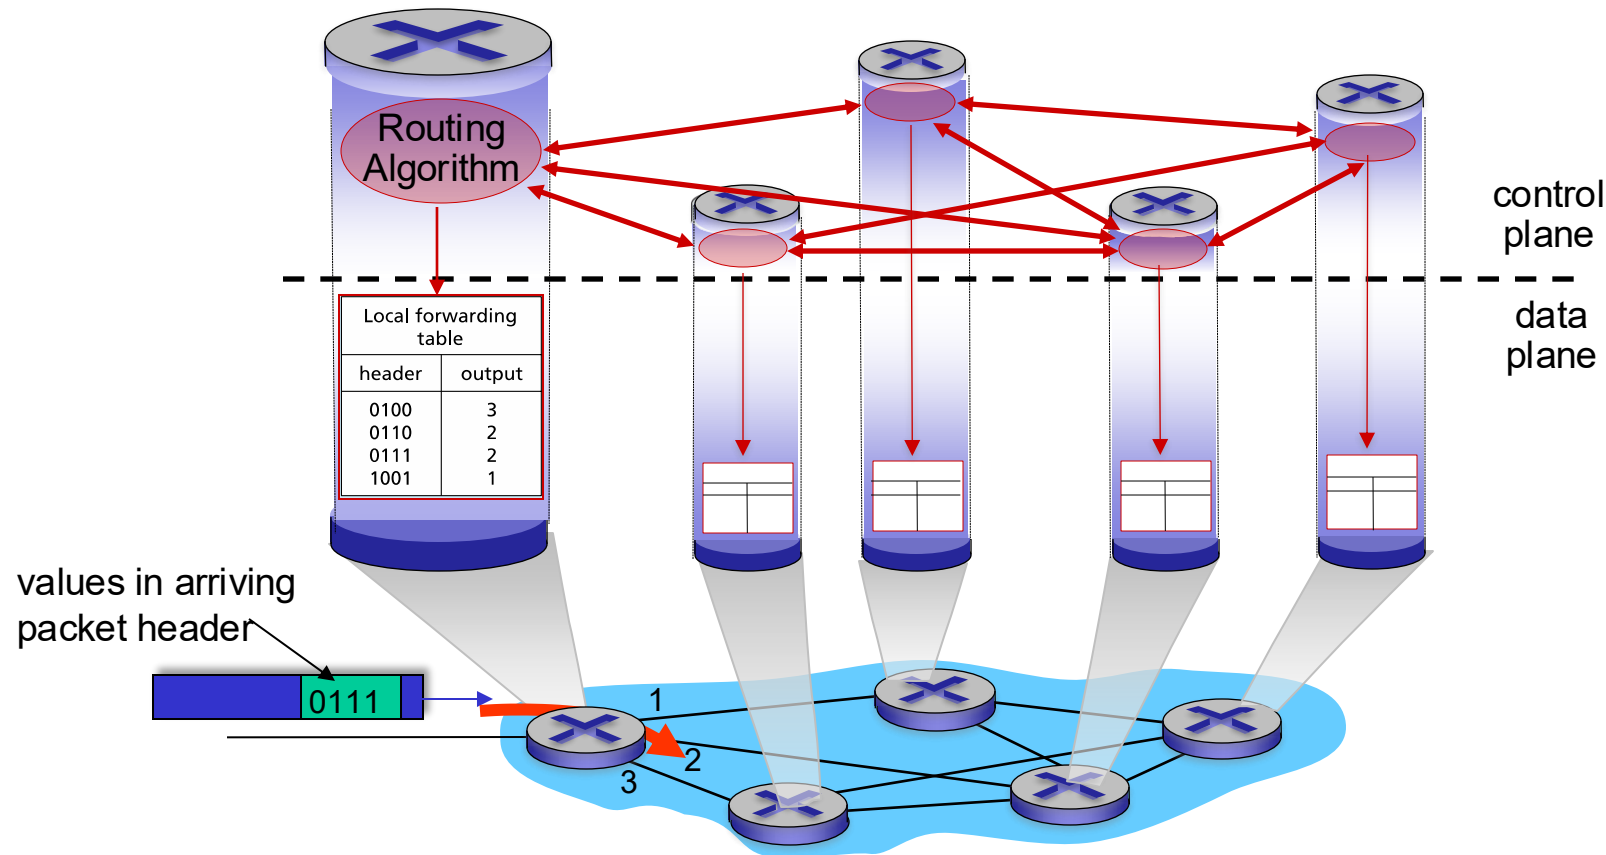 Routing
Algorithm
control
plane
data
plane
Local forwarding
table
header output
0100 3
0110 2
0111 2
1001 1
values in arriving
packet header
0111
1
2
3